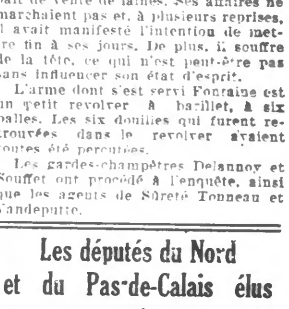 ait de vente de laines. Ses affaires ne
marchaient pas et, à plusieurs reprises,
il avait manifesté l'intention de met-
re fin à ses jours. De plus, il souffre
de la tête, ce qui n'est peut-être pas
sans influencer son état d'esprit.
L'arme dont s'est servi Fontaine est
un petit revolver à barillet, à six
balles. Les six douilles qui furent re-
trouvées dans le revolver avaient
toutes été percutées.
Les gardes-champêtres Delannoy et
Souffet ont procédé à l'enquête, ainsi
que les agents de Sûreté Tonneau et
Vandeputte.
Les députés du Nord
et du Pas-de-Calais élus